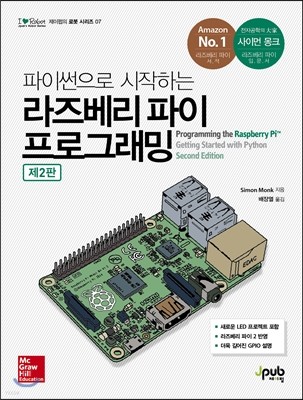 I ♥ Robot 제이펍의 로봇 시리즈 07
Amazon
No. 1
라즈베리 파이
서적
전자공학의 大家
사이먼 몽크
라즈베리 파이
입문서
파이썬으로 시작하는
라즈베리 파이
프로그래밍
Programming the Raspberry Pi™
Getting Started with Python
Second Edition
제2판
Simon Monk 지음
배장열 옮김
• 새로운 LED 프로젝트 포함
• 라즈베리 파이 2 반영
• 더욱 깊어진 GPIO 설명
Mc
Graw
Hill
Education
Jpub
제이펍